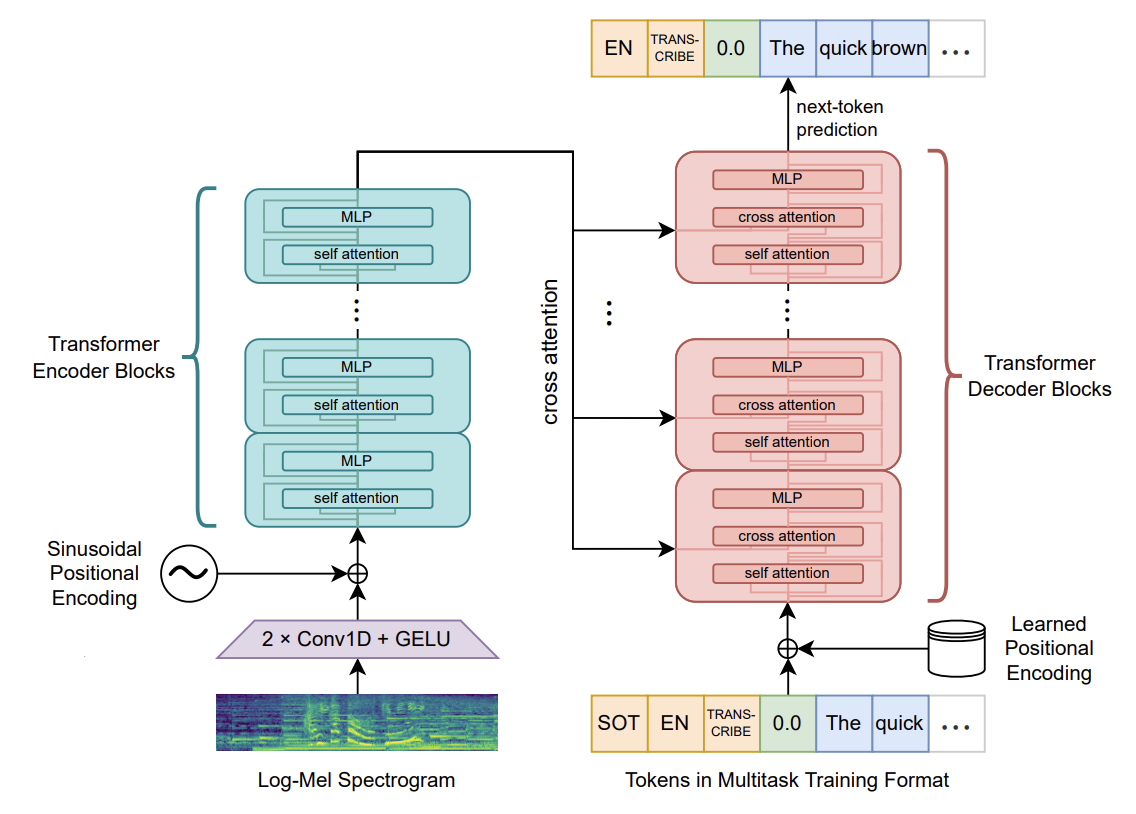 EN TRANS-CRIBE 0.0 The quick brown ...
next-token
prediction
MLP
cross attention
self attention
MLP
self attention
...
...
...
cross attention
Transformer
Encoder Blocks
MLP
self attention
MLP
self attention
MLP
cross attention
self attention
MLP
cross attention
self attention
Transformer
Decoder Blocks
Sinusoidal
Positional
Encoding
2 × Conv1D + GELU
Learned
Positional
Encoding
SOT EN TRANS-CRIBE 0.0 The quick ...
Log-Mel Spectrogram
Tokens in Multitask Training Format